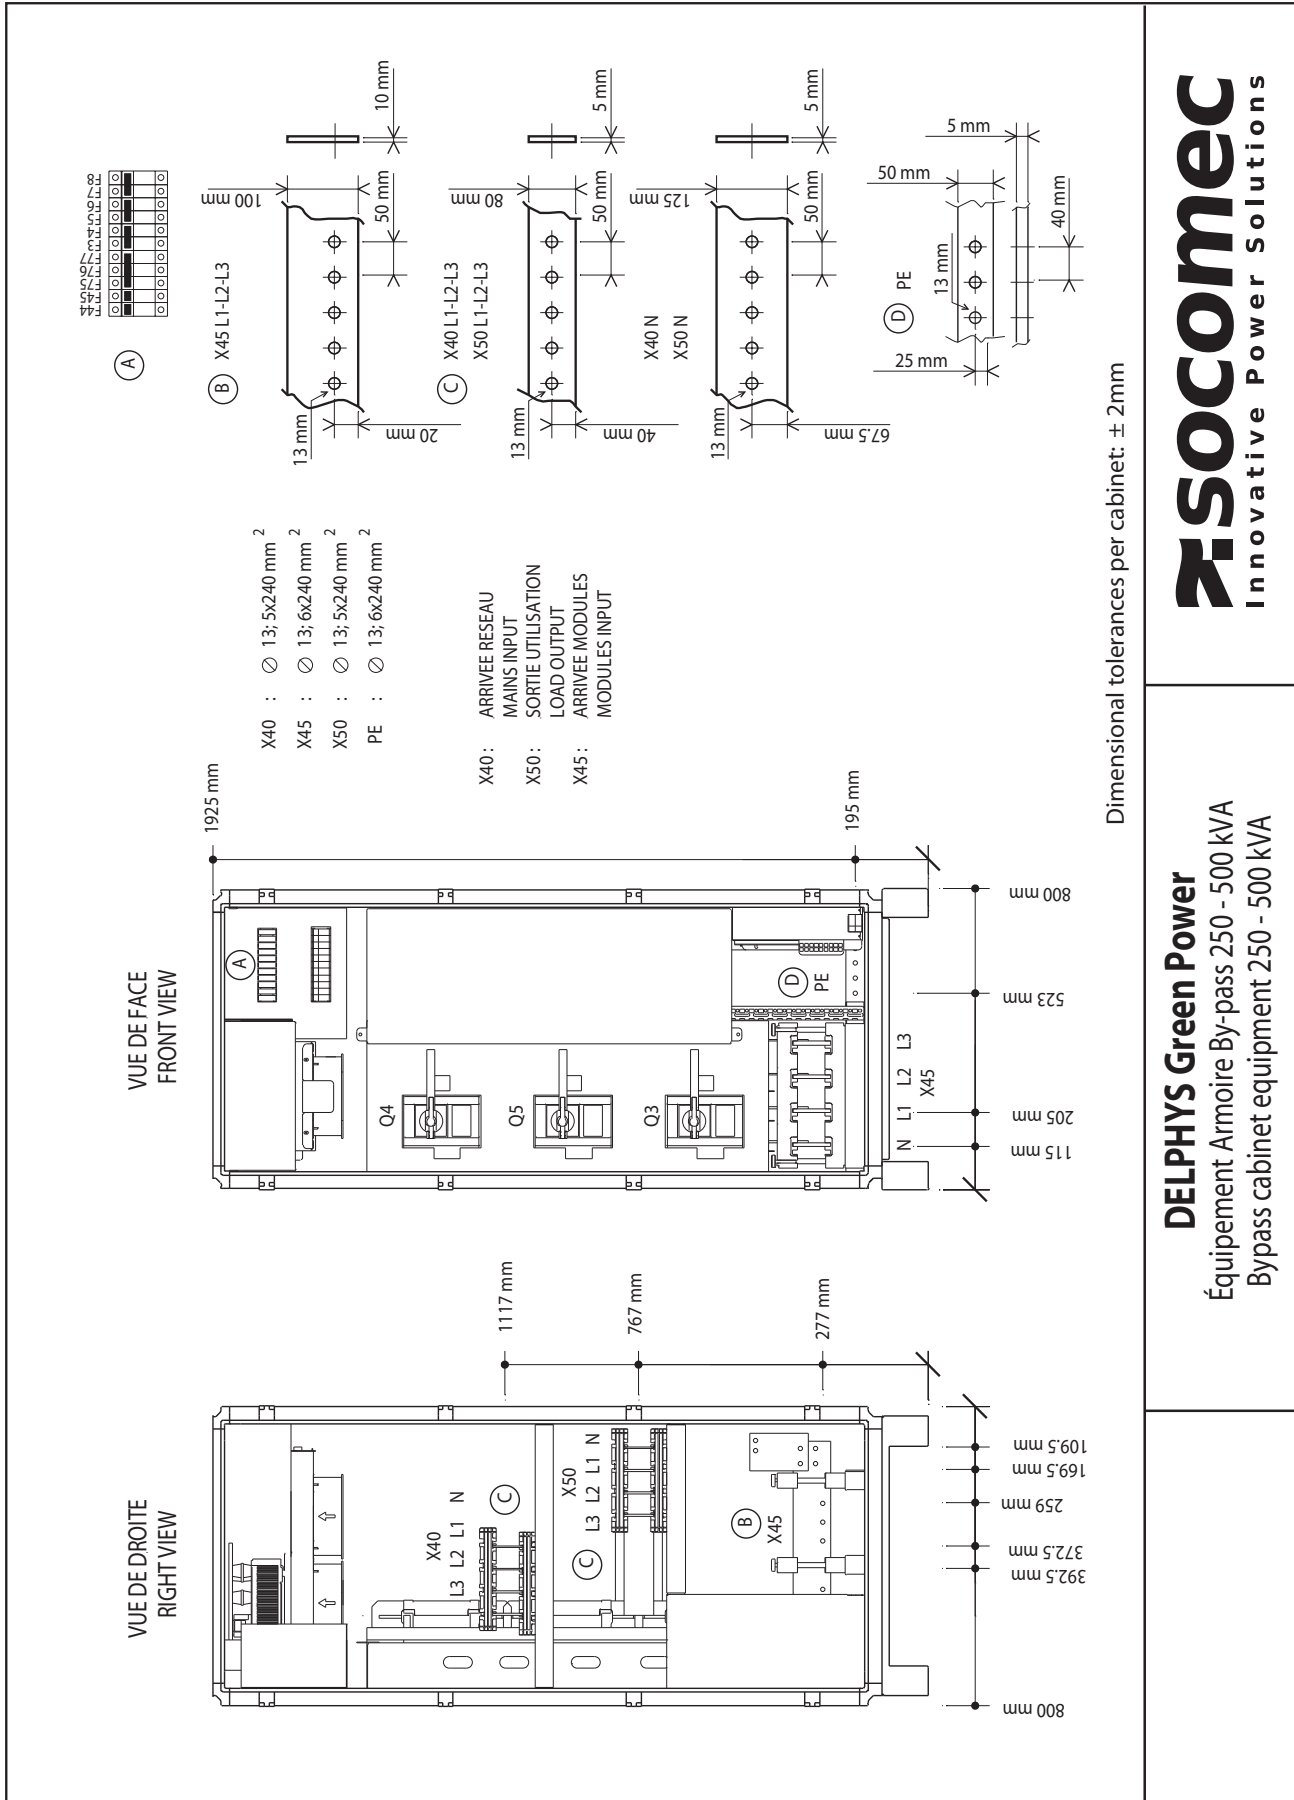 VUE DE DROITE
RIGHT VIEW
X40
L3 L2 L1 N
C
X50
L3 L2 L1 N
C
B
X45
1117 mm
767 mm
277 mm
800 mm
392.5 mm
372.5 mm
259 mm
169.5 mm
109.5 mm
VUE DE FACE
FRONT VIEW
A
Q4
Q5
Q3
D
PE
N L1 L2 L3
X45
1925 mm
195 mm
115 mm
205 mm
523 mm
800 mm
X40 : ∅ 13; 5x240 mm 2
X45 : ∅ 13; 6x240 mm 2
X50 : ∅ 13; 5x240 mm 2
PE : ∅ 13; 6x240 mm 2
X40 : ARRIVEE RESEAU
MAINS INPUT
X50 : SORTIE UTILISATION
LOAD OUTPUT
X45 : ARRIVEE MODULES
MODULES INPUT
A
F44
F45
F75
F76
F77
F3
F4
F5
F6
F7
F8
B
X45 L1-L2-L3
13 mm
20 mm
50 mm
100 mm
10 mm
C
X40 L1-L2-L3
X50 L1-L2-L3
13 mm
40 mm
50 mm
80 mm
5 mm
X40 N
X50 N
13 mm
67.5 mm
50 mm
125 mm
5 mm
D
PE
25 mm
13 mm
50 mm
40 mm
5 mm
Dimensional tolerances per cabinet: ± 2mm
DELPHYS Green Power
Équipement Armoire By-pass 250 - 500 kVA
Bypass cabinet equipment 250 - 500 kVA
socomec
Innovative Power Solutions